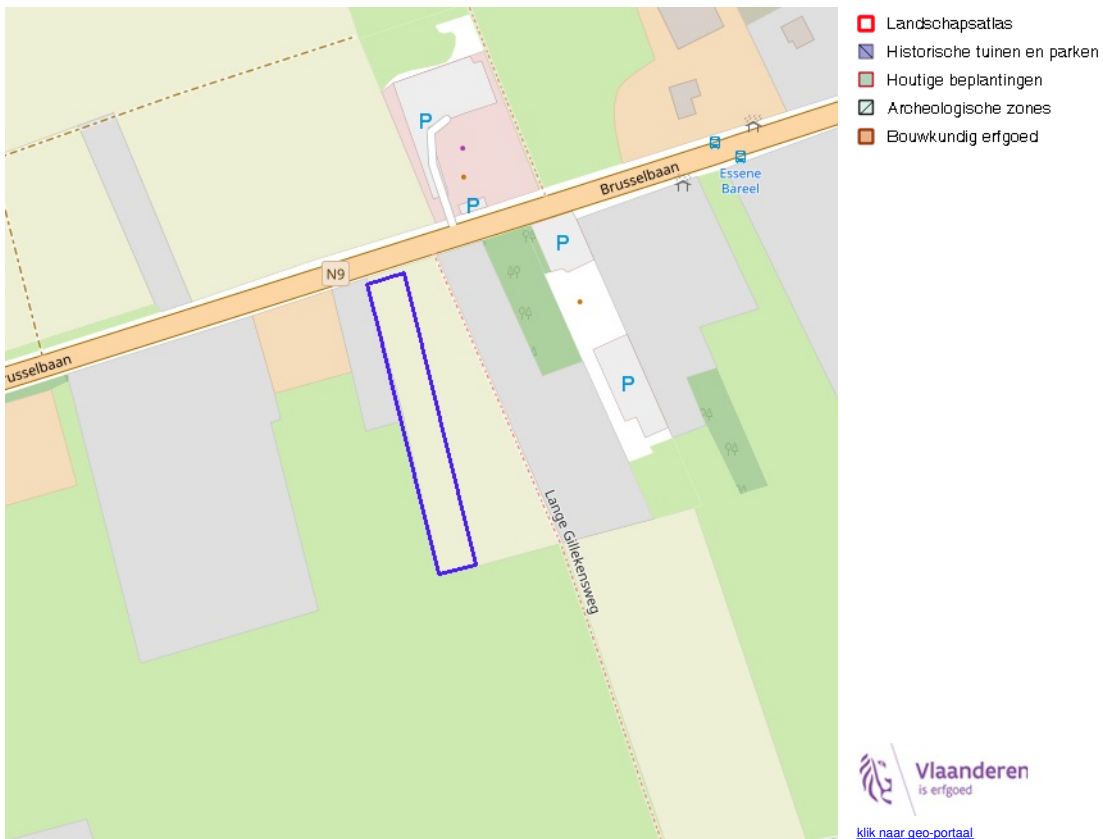 P
P
Brusselbaan
Essene
Bareel
P
N9
russelbaan
P
Lange Gillekensweg
Landschapsatlas
Historische tuinen en parken
Houtige beplantingen
Archeologische zones
Bouwkundig erfgoed
Vlaanderen
is erfgoed
klik naar geo-portaal